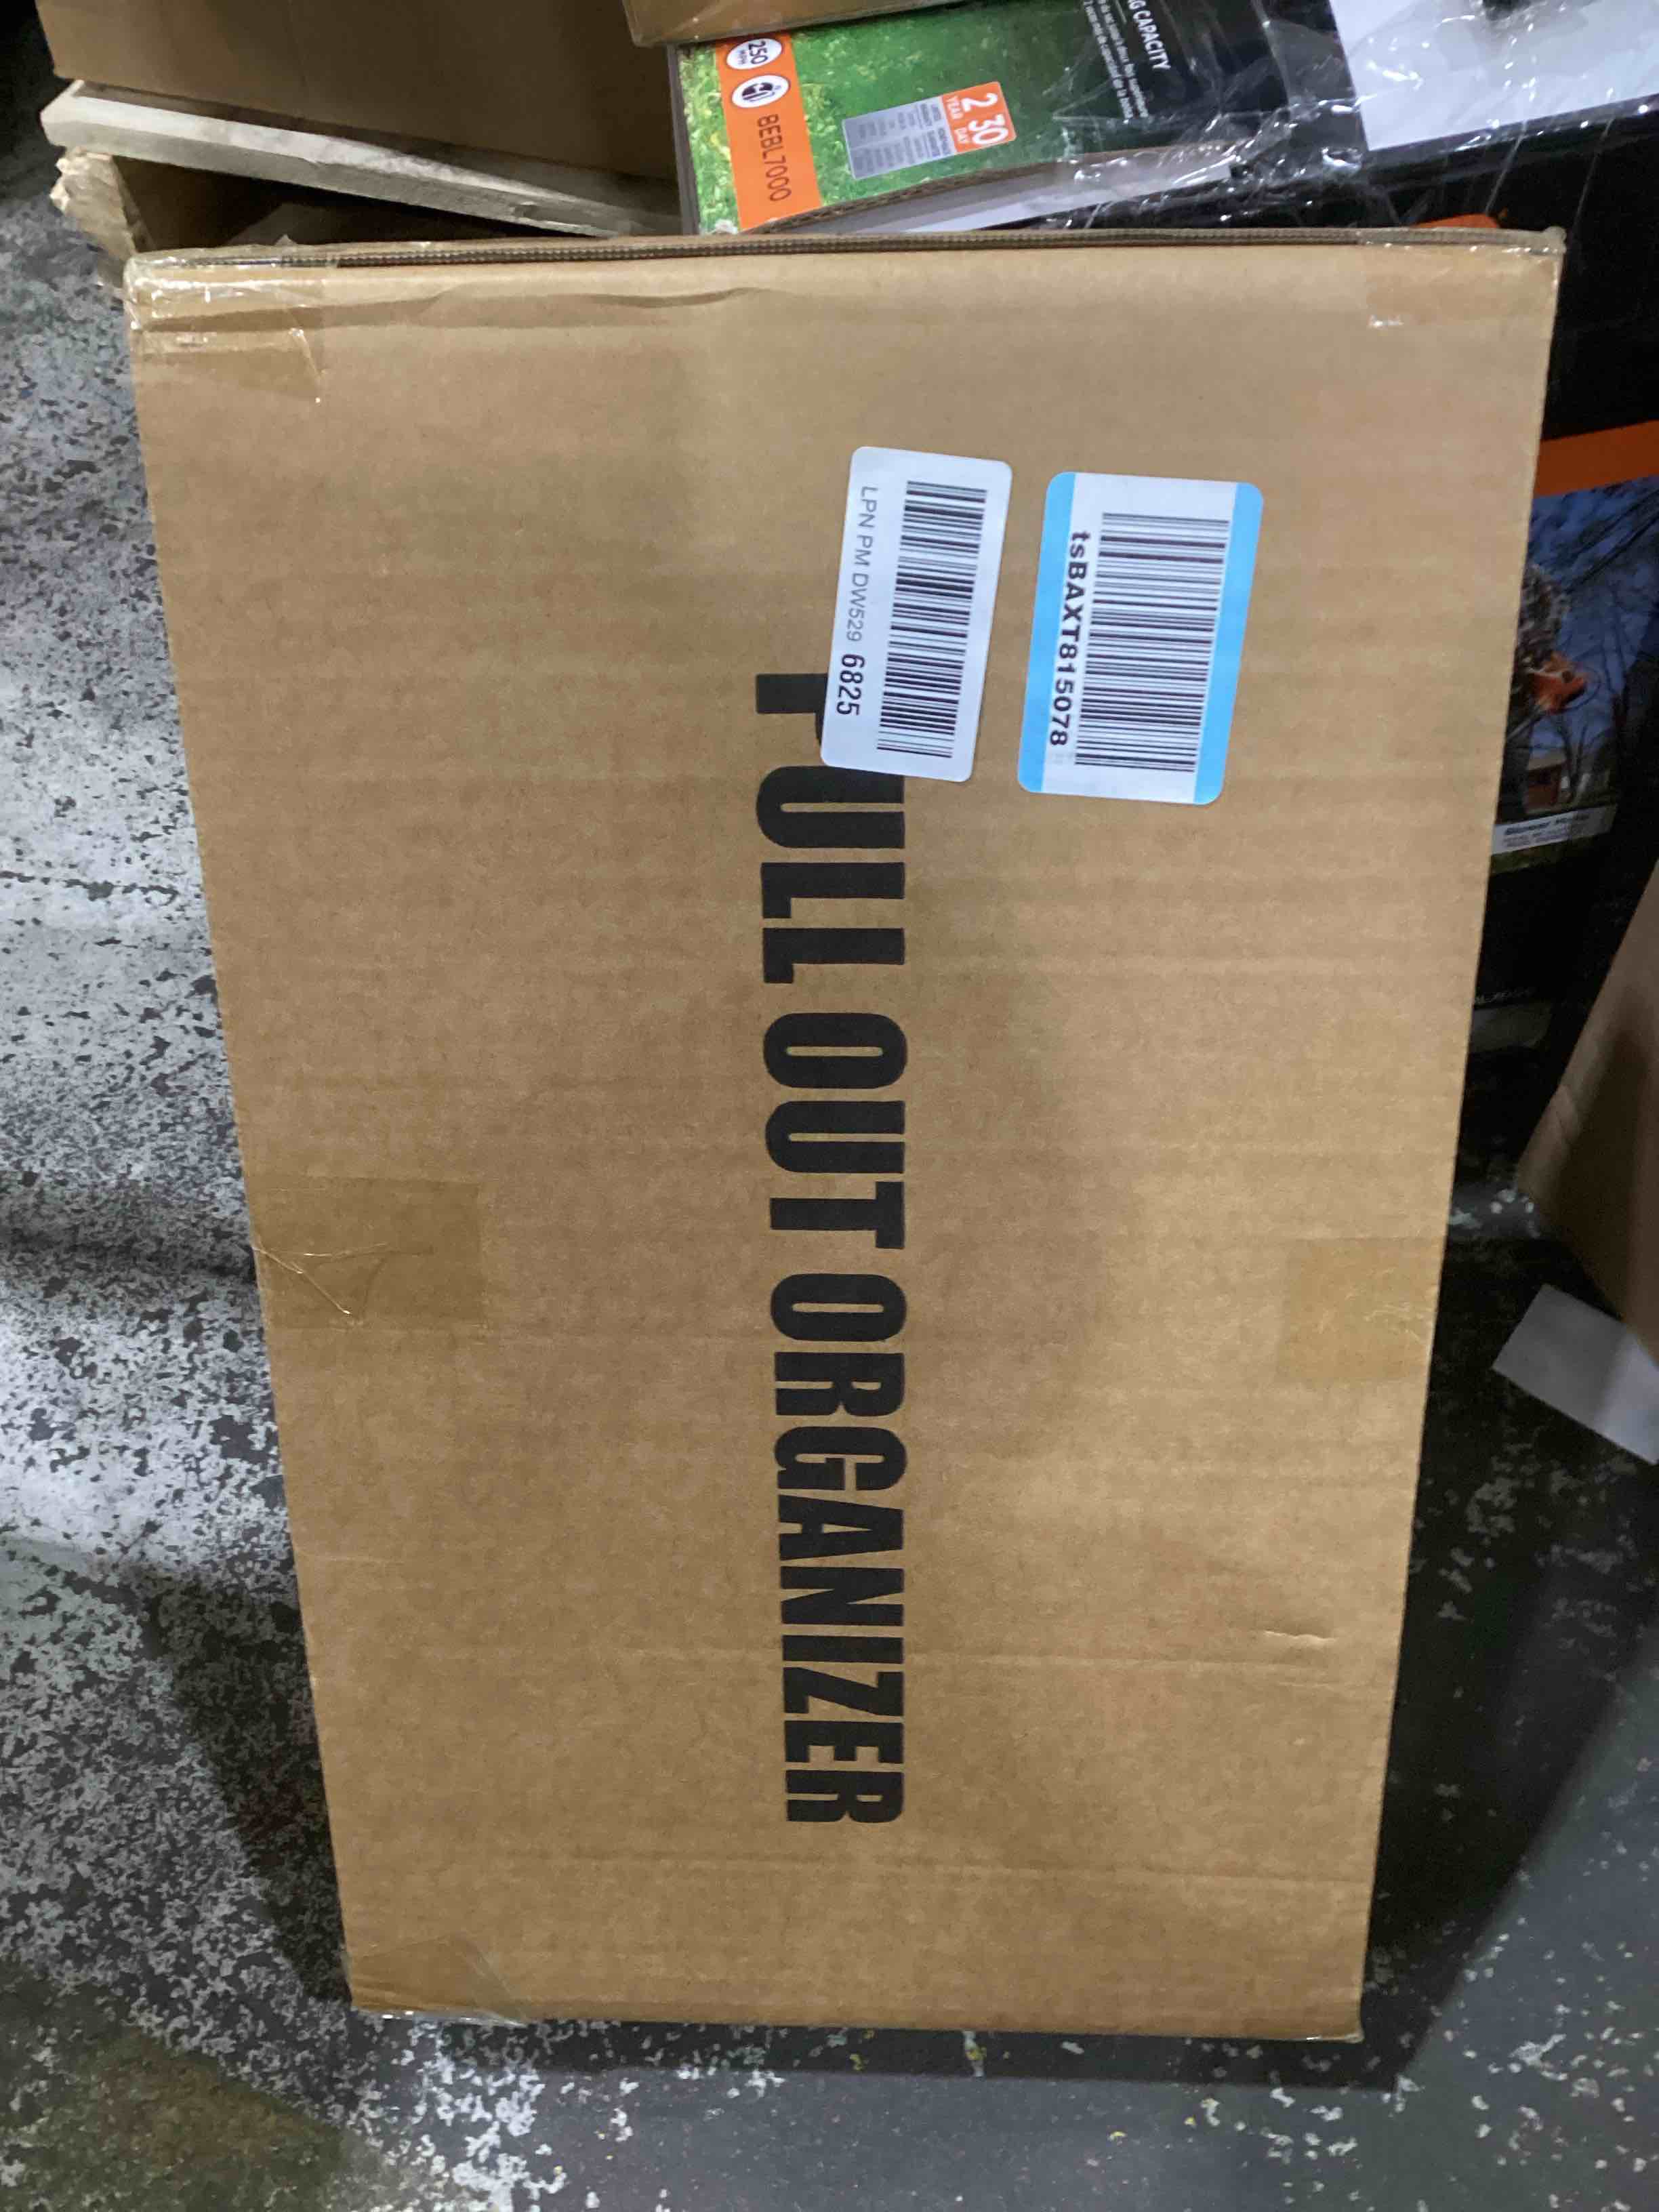 PULL OUT ORGANIZER
LPN PM DW529 6825
tsBAXT815078
G CAPACITY
250
BEBL7000
2 30
YEAR DAY